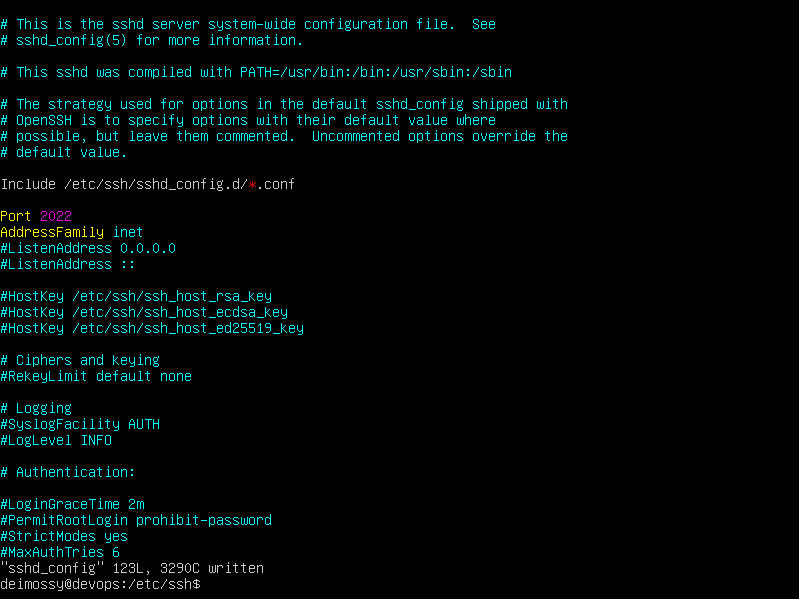 # This is the sshd server system-wide configuration file.  See
# sshd_config(5) for more information.
# This sshd was compiled with PATH=/usr/bin:/bin:/usr/sbin:/sbin
# The strategy used for options in the default sshd_config shipped with
# OpenSSH is to specify options with their default value where
# possible, but leave them commented.  Uncommented options override the
# default value.
Include /etc/ssh/sshd_config.d/*.conf
Port 2022
AddressFamily inet
#ListenAddress 0.0.0.0
#ListenAddress ::
#HostKey /etc/ssh/ssh_host_rsa_key
#HostKey /etc/ssh/ssh_host_ecdsa_key
#HostKey /etc/ssh/ssh_host_ed25519_key
# Ciphers and keying
#RekeyLimit default none
# Logging
#SyslogFacility AUTH
#LogLevel INFO
# Authentication:
#LoginGraceTime 2m
#PermitRootLogin prohibit-password
#StrictModes yes
#MaxAuthTries 6
"sshd_config" 123L, 3290C written
deimossy@devops:/etc/ssh$